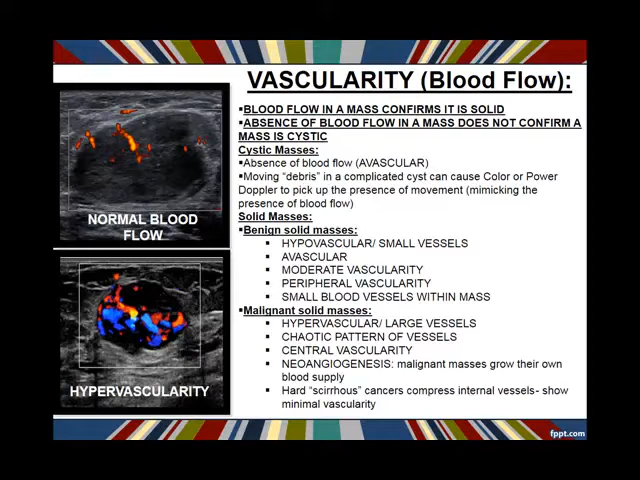 VASCULARITY (Blood Flow):
▪BLOOD FLOW IN A MASS CONFIRMS IT IS SOLID
▪ABSENCE OF BLOOD FLOW IN A MASS DOES NOT CONFIRM A
MASS IS CYSTIC
Cystic Masses:
▪Absence of blood flow (AVASCULAR)
▪Moving “debris” in a complicated cyst can cause Color or Power
Doppler to pick up the presence of movement (mimicking the
presence of blood flow)
Solid Masses:
▪Benign solid masses:
▪ HYPOVASCULAR/ SMALL VESSELS
▪ AVASCULAR
▪ MODERATE VASCULARITY
▪ PERIPHERAL VASCULARITY
▪ SMALL BLOOD VESSELS WITHIN MASS
▪Malignant solid masses:
▪ HYPERVASCULAR/ LARGE VESSELS
▪ CHAOTIC PATTERN OF VESSELS
▪ CENTRAL VASCULARITY
▪ NEOANGIOGENESIS: malignant masses grow their own
blood supply
▪ Hard “scirrhous” cancers compress internal vessels- show
minimal vascularity
NORMAL BLOOD
FLOW
HYPERVASCULARITY
fppt.com